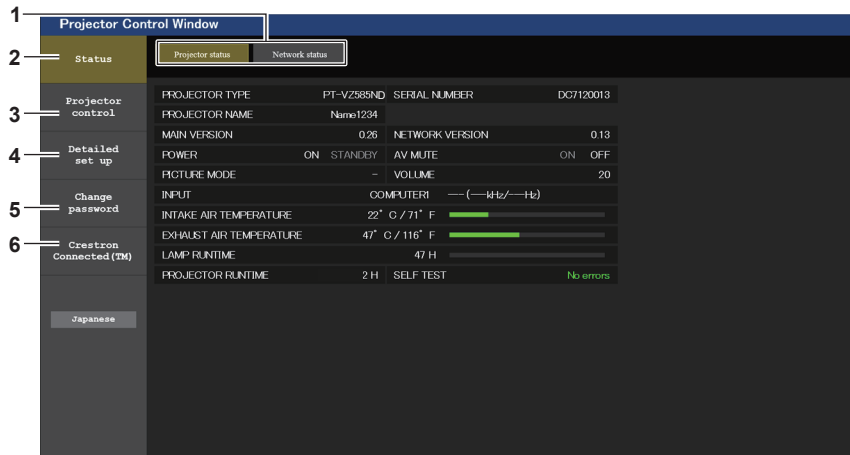 1
Projector Control Window
2
Status
Projector status Network status
3
Projector
control
4
Detailed
set up
5
Change
password
6
Crestron
Connected(TM)
Japanese
PROJECTOR TYPE PT-VZ585ND SERIAL NUMBER DC7120013
PROJECTOR NAME Name1234
MAIN VERSION 0.26 NETWORK VERSION 0.13
POWER ON STANDBY AV MUTE ON OFF
PICTURE MODE – VOLUME 20
INPUT COMPUTER1 ---(---kHz/---Hz)
INTAKE AIR TEMPERATURE 22° C / 71° F
EXHAUST AIR TEMPERATURE 47° C / 116° F
LAMP RUNTIME 47 H
PROJECTOR RUNTIME 2 H SELF TEST No errors